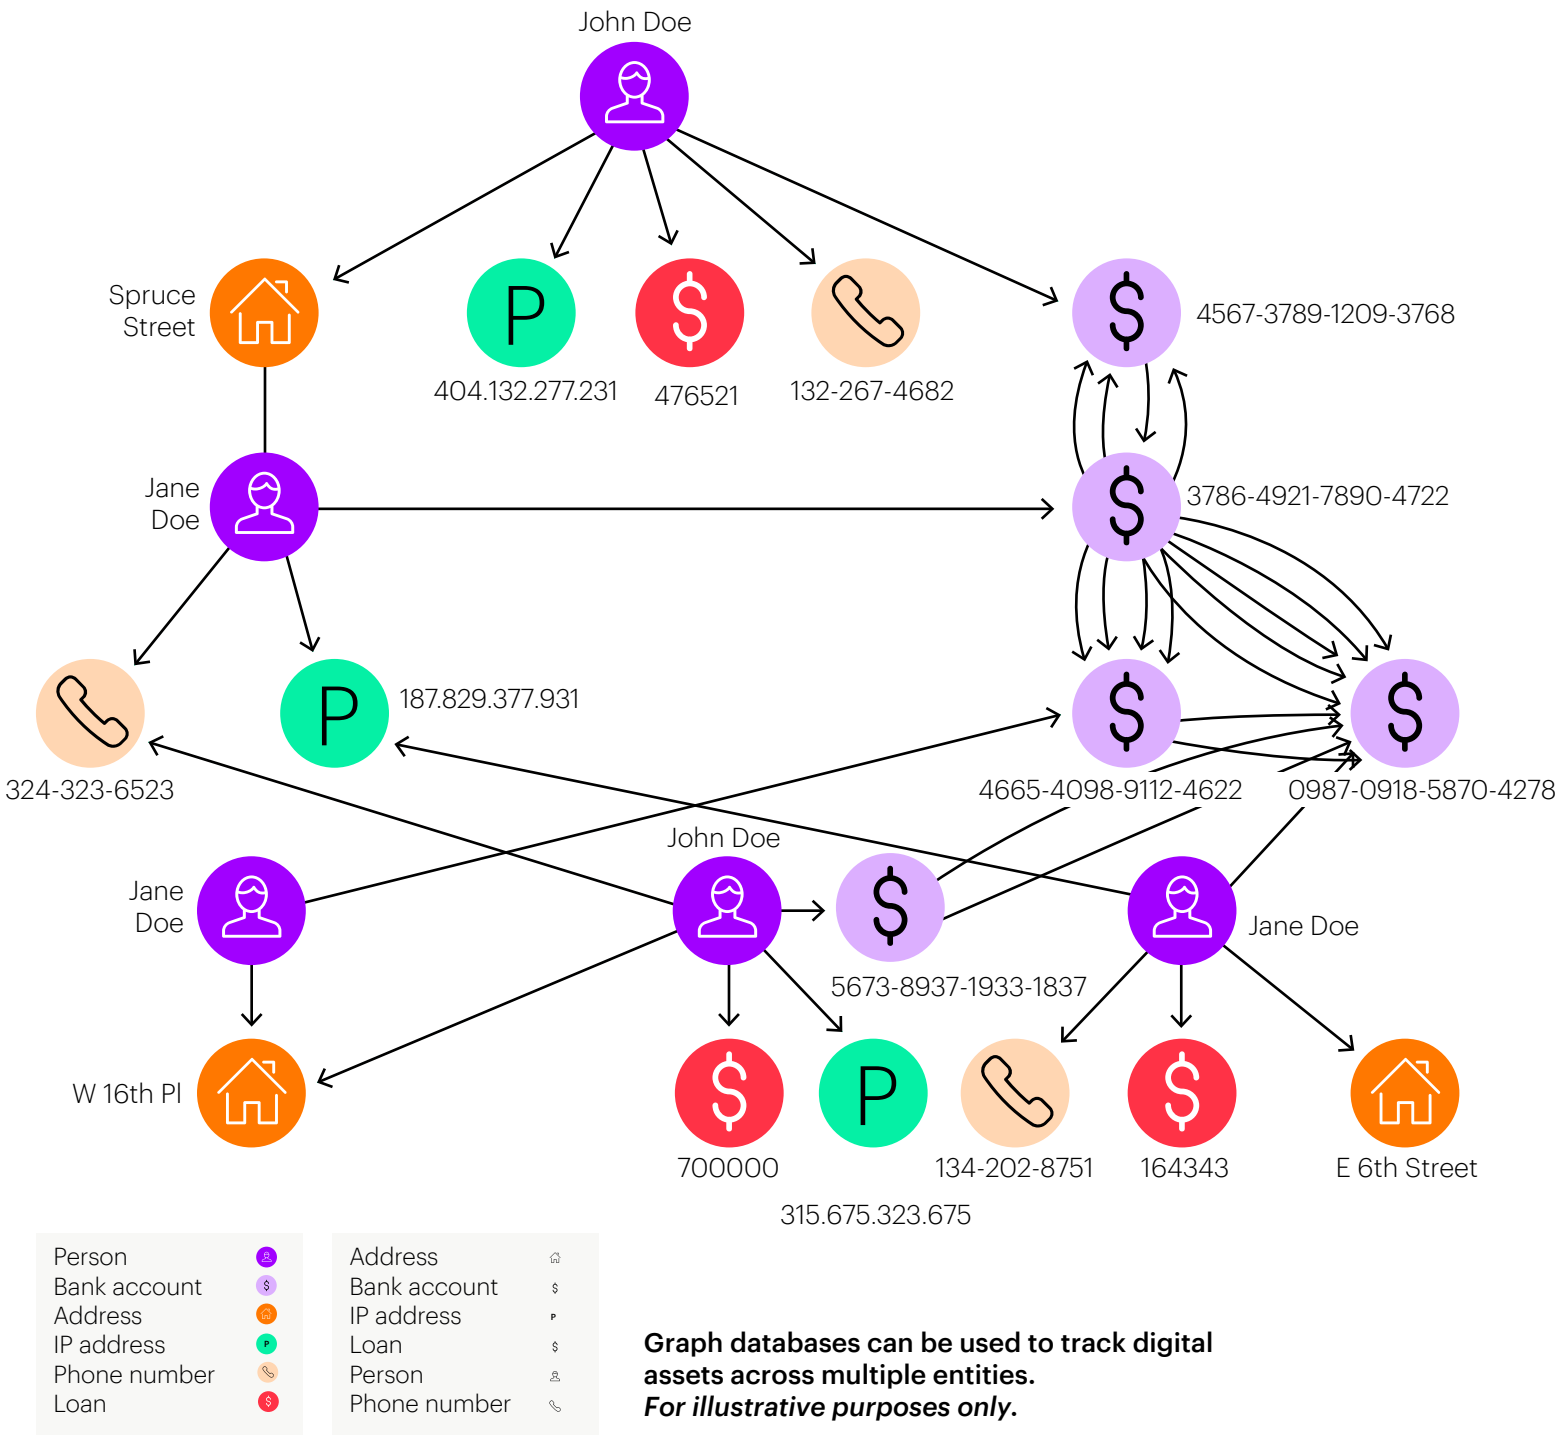 John Doe
Spruce
Street
P
404.132.277.231
$
476521
132-267-4682
$
4567-3789-1209-3768
Jane
Doe
$
3786-4921-7890-4722
324-323-6523
P
187.829.377.931
$
4665-4098-9112-4622
$
0987-0918-5870-4278
Jane
Doe
John Doe
$
5673-8937-1933-1837
Jane Doe
W 16th Pl
$
700000
P
315.675.323.675
134-202-8751
$
164343
E 6th Street
Person
Bank account $
Address
IP address P
Phone number
Loan $
Address
Bank account $
IP address P
Loan $
Person
Phone number
Graph databases can be used to track digital
assets across multiple entities.
For illustrative purposes only.